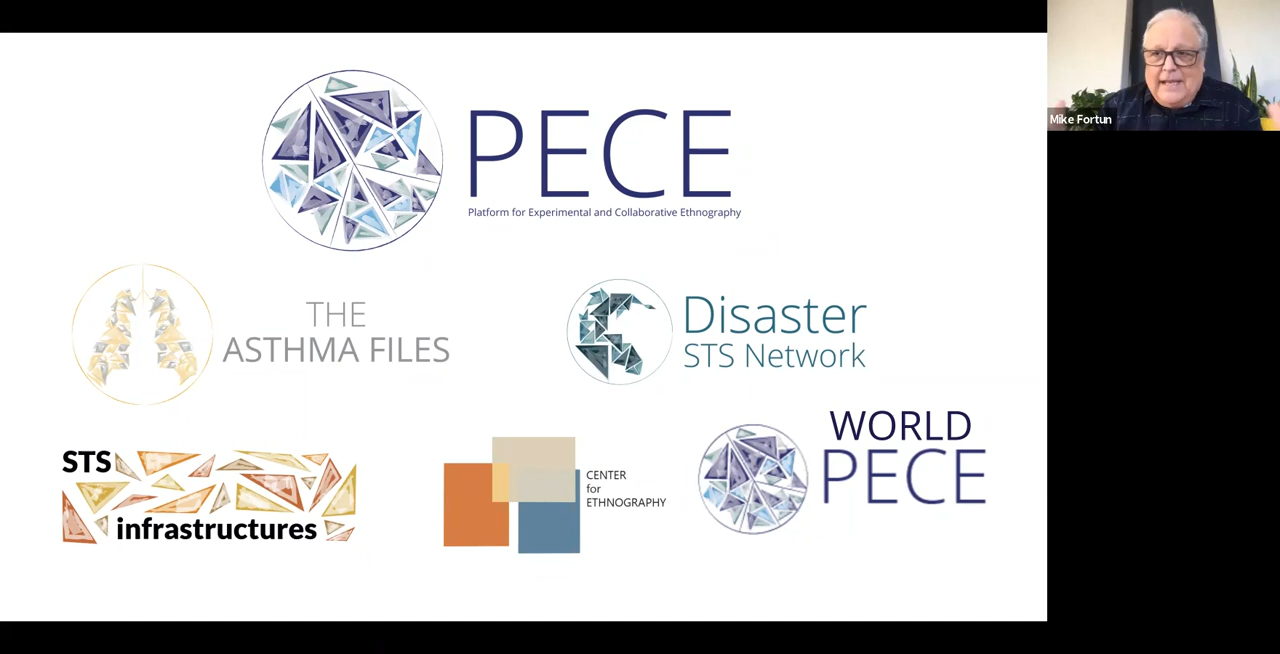 PECE
Platform for Experimental and Collaborative Ethnography
Mike Fortun
THE
ASTHMA FILES
Disaster
STS Network
STS
infrastructures
CENTER
for
ETHNOGRAPHY
WORLD
PECE